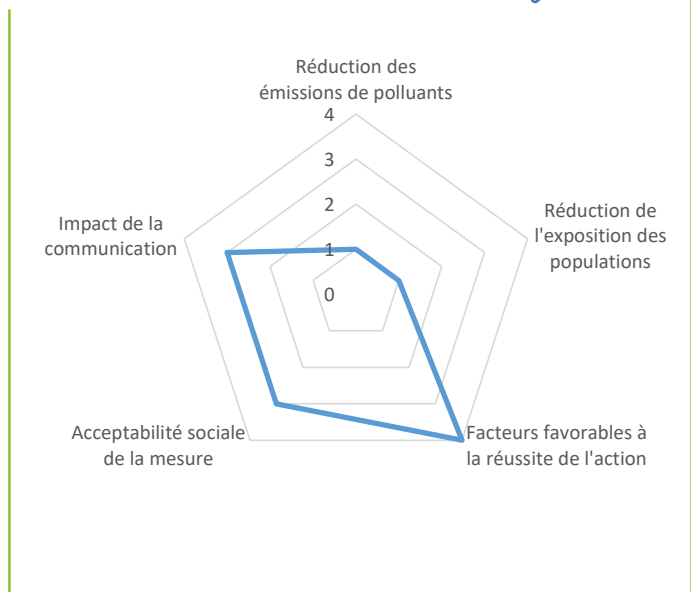 Réduction des
émissions de polluants
4
3
2
1
0
Réduction de
l'exposition des
populations
Facteurs favorables à
la réussite de l'action
Acceptabilité sociale
de la mesure
Impact de la
communication